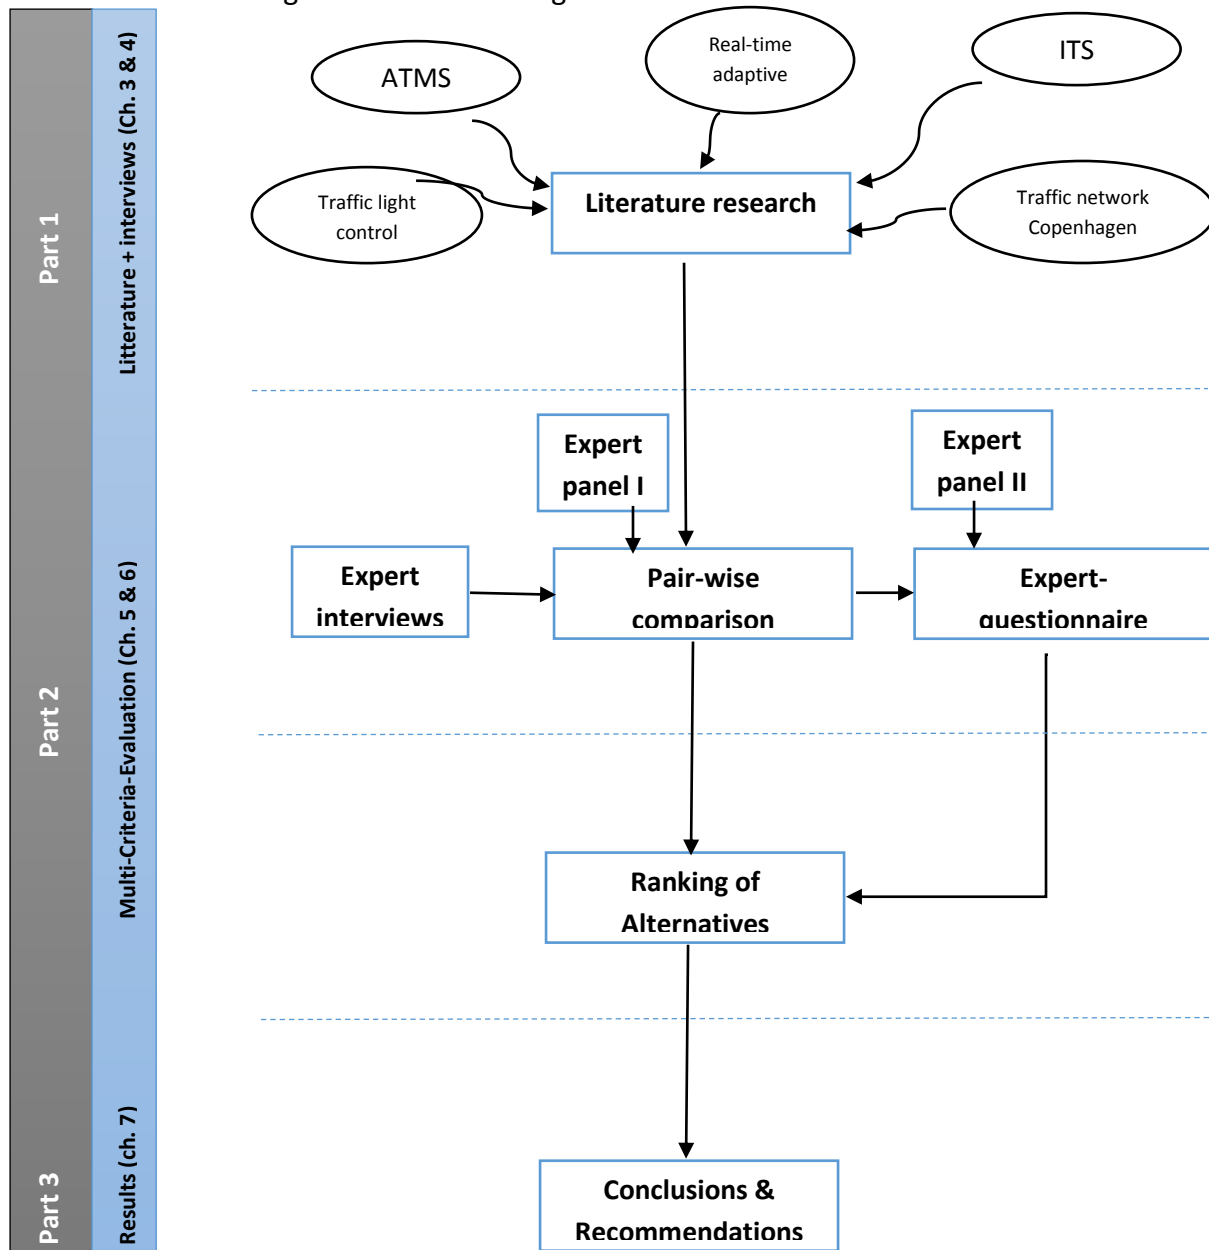 ATMS
Real-time
adaptive
ITS
Traffic light
control
Literature research
Traffic network
Copenhagen
Part 1
Litterature + interviews (Ch. 3 & 4)
Expert
panel I
Expert
panel II
Expert
interviews
Pair-wise
comparison
Expert-
questionnaire
Part 2
Multi-Criteria-Evaluation (Ch. 5 & 6)
Ranking of
Alternatives
Part 3
Results (ch. 7)
Conclusions &
Recommendations